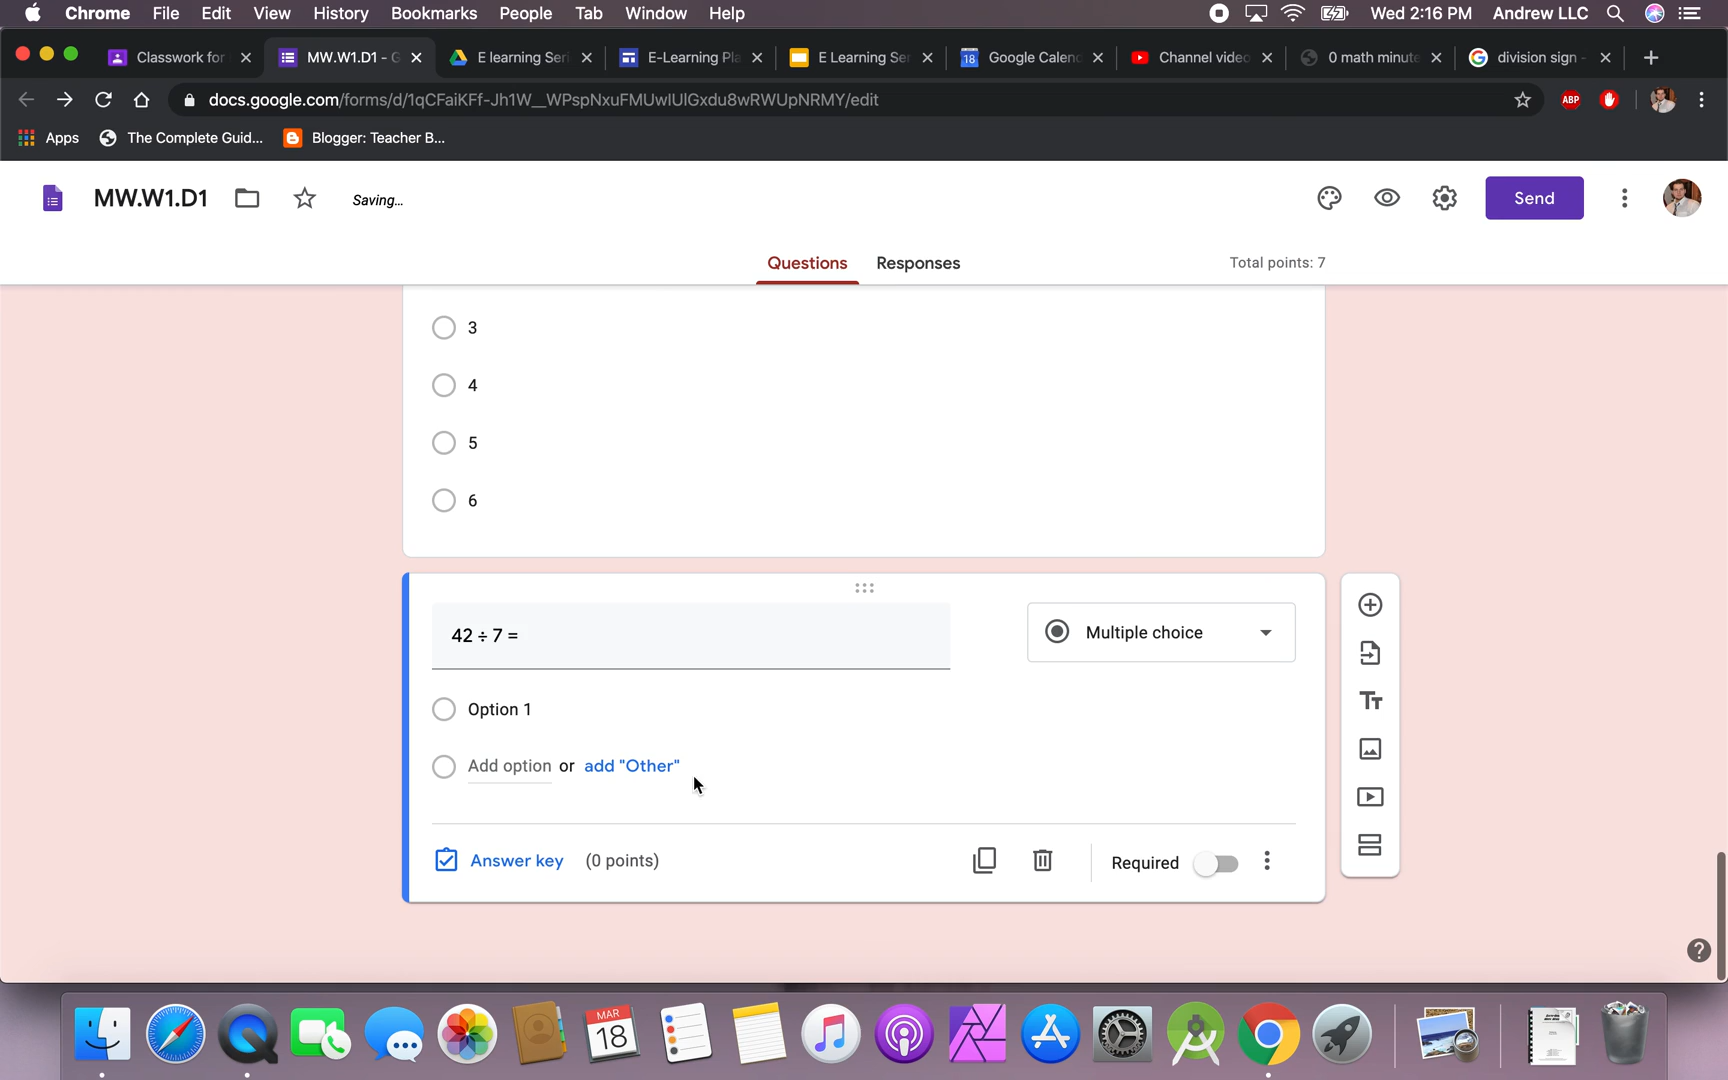 Chrome File Edit View History Bookmarks People Tab Window Help Wed 2:16 PM Andrew LLC
Classwork for MW.W1.D1 - G E learning Seri E-Learning Pla E Learning Ser Google Calend Channel video 0 math minute division sign -
docs.google.com/forms/d/1qCFaiKFf-Jh1W__WPspNxuFMUwIUlGxdu8wRWUpNRMY/edit ABP
Apps The Complete Guid... Blogger: Teacher B...
MW.W1.D1 Saving... Send
Questions Responses Total points: 7
3
4
5
6
42 ÷ 7 = Multiple choice
Option 1
Add option or add "Other"
Answer key (0 points) Required
MAR
18